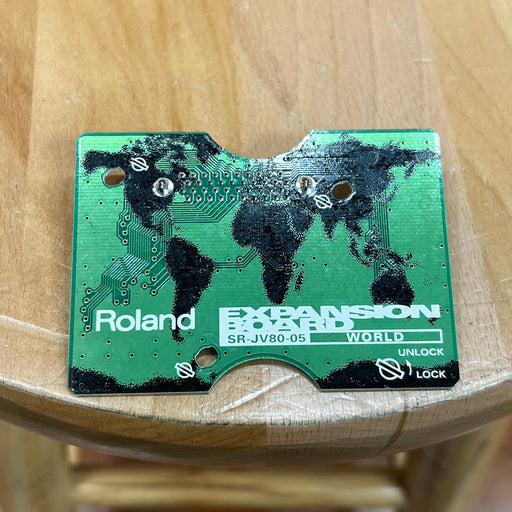 Roland
EXPANSION
BOARD
SR-JV80-05 WORLD
UNLOCK
LOCK